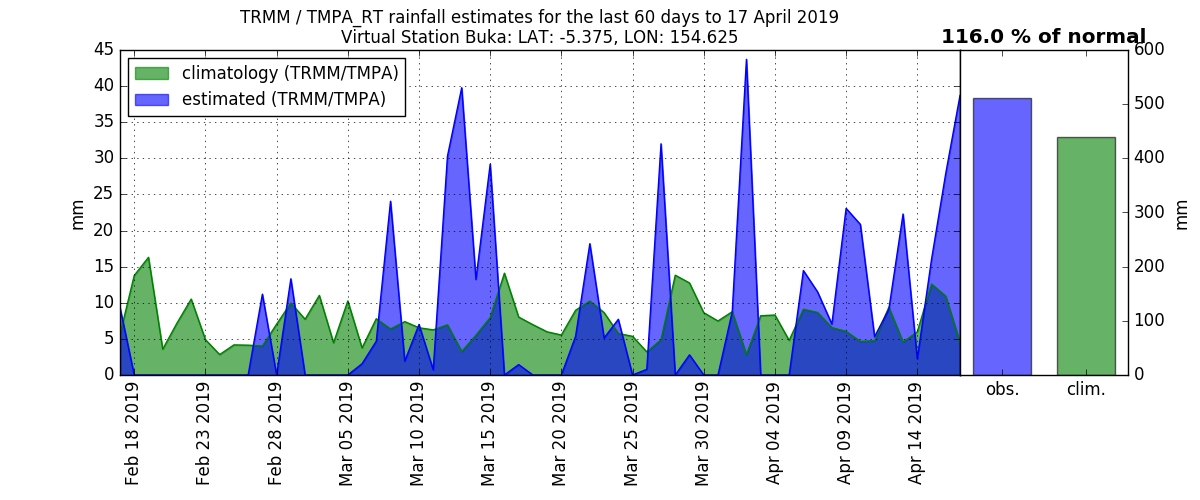 TRMM / TMPA_RT rainfall estimates for the last 60 days to 17 April 2019
Virtual Station Buka: LAT: -5.375, LON: 154.625
116.0 % of normal
climatology (TRMM/TMPA)
estimated (TRMM/TMPA)
mm
45
40
35
30
25
20
15
10
5
0
Feb 18 2019
Feb 23 2019
Feb 28 2019
Mar 05 2019
Mar 10 2019
Mar 15 2019
Mar 20 2019
Mar 25 2019
Mar 30 2019
Apr 04 2019
Apr 09 2019
Apr 14 2019
obs.
clim.
600
500
400
300
200
100
0
mm